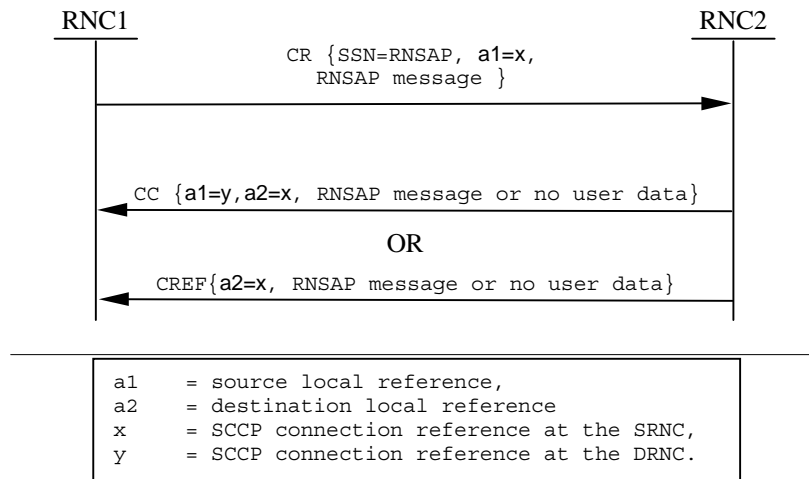 RNC1 RNC2
CR {SSN=RNSAP, a1=x,
RNSAP message }
CC {a1=y,a2=x, RNSAP message or no user data}
OR
CREF{a2=x, RNSAP message or no user data}
a1 = source local reference,
a2 = destination local reference
x = SCCP connection reference at the SRNC,
y = SCCP connection reference at the DRNC.